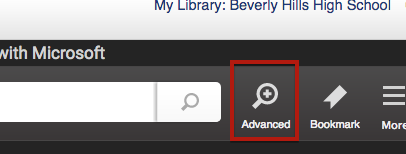 My Library: Beverly Hills High School
with Microsoft
Advanced Bookmark More